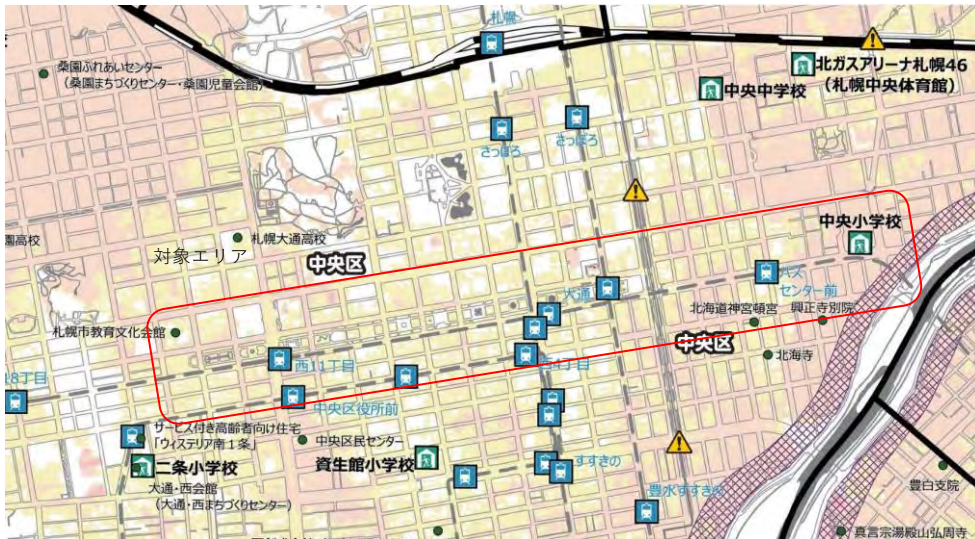 札幌
桑園ふれあいセンター
(桑園まちづくりセンター・桑園児童会館)
北ガスアリーナ札幌46
(札幌中央体育館)
中央中学校
さっぽろ
さっぽろ
中央小学校
園高校
札幌大通高校
対象エリア
中央区
バス
センター前
大通
北海道神宮頓宮
興正寺別院
札幌市教育文化会館
中央区
北海寺
西11丁目
西4丁目
18丁目
中央区役所前
サービス付き高齢者向け住宅
「ウィステリア南1条」
中央区民センター
二条小学校
資生館小学校
すすきの
大通・西会館
(大通・西まちづくりセンター)
豊水すすきの
豊白支院
真言宗湯殿山弘周寺